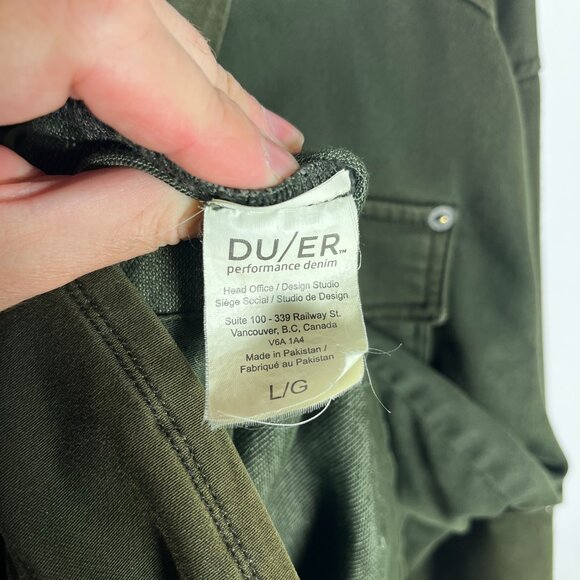 DU/ER™
performance denim
Head Office / Design Studio
Siège Social / Studio de Design
Suite 100 - 339 Railway St.
Vancouver, B.C, Canada
V6A 1A4
Made in Pakistan /
Fabriqué au Pakistan
L/G